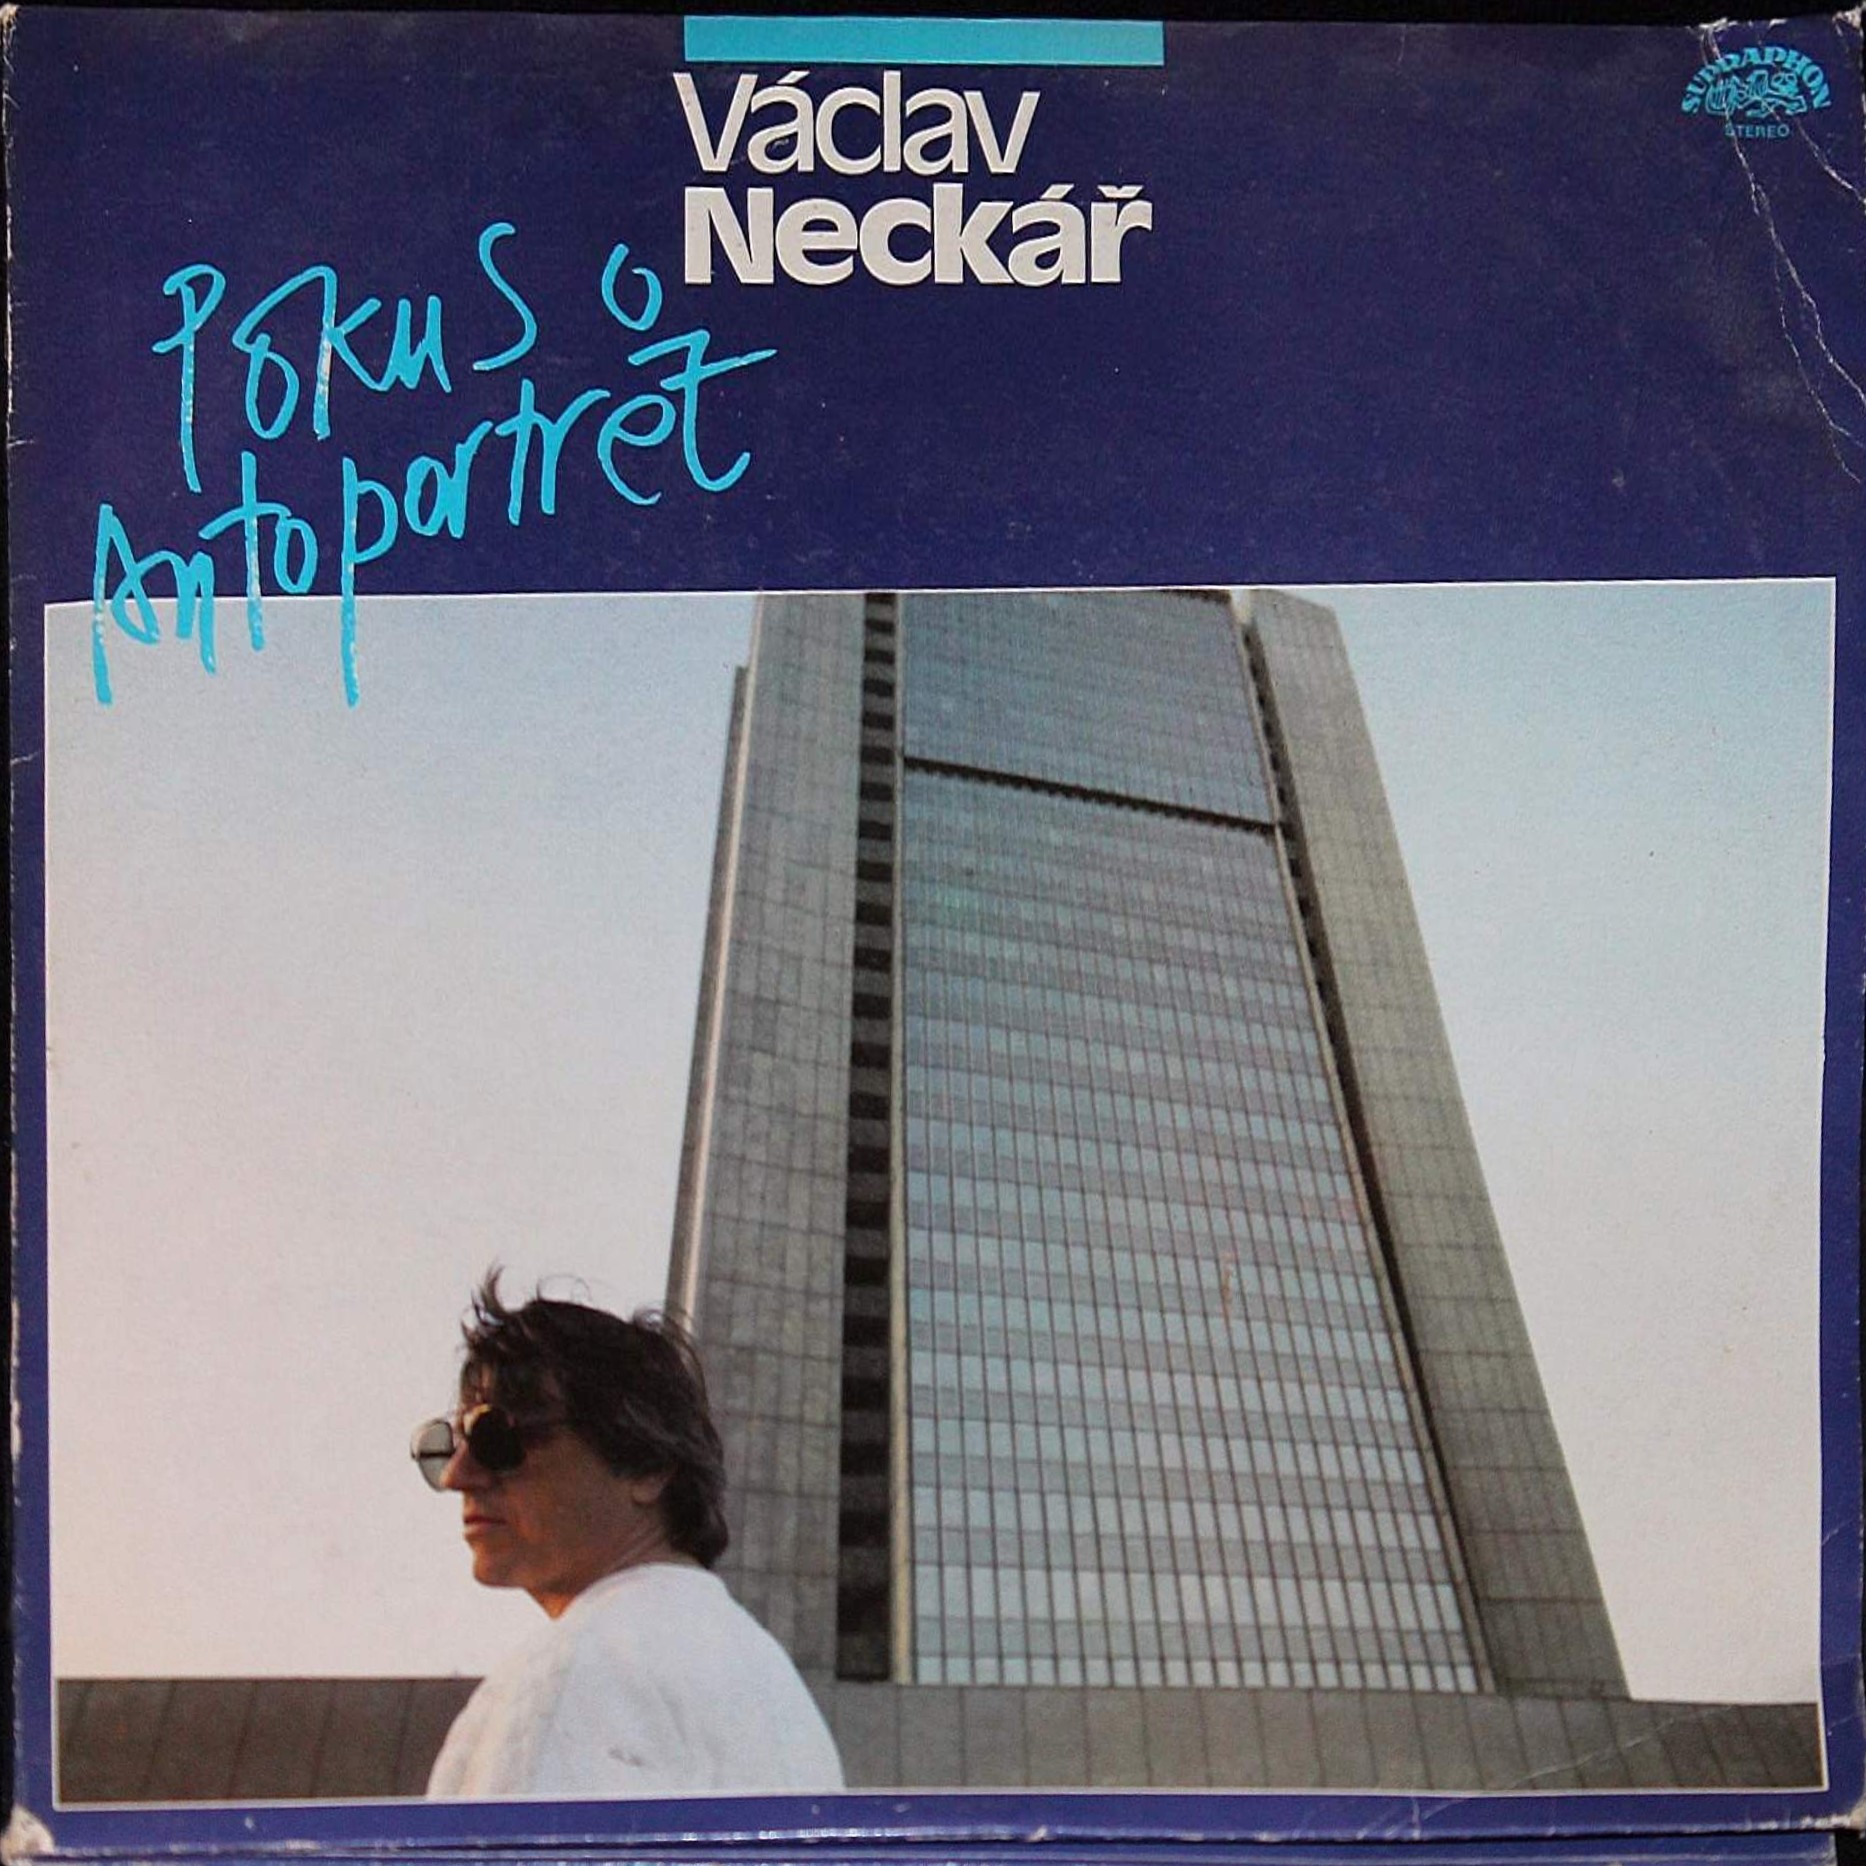 Václav
Neckář
SUPRAPHON
STEREO
Pokus o
Autoportrét